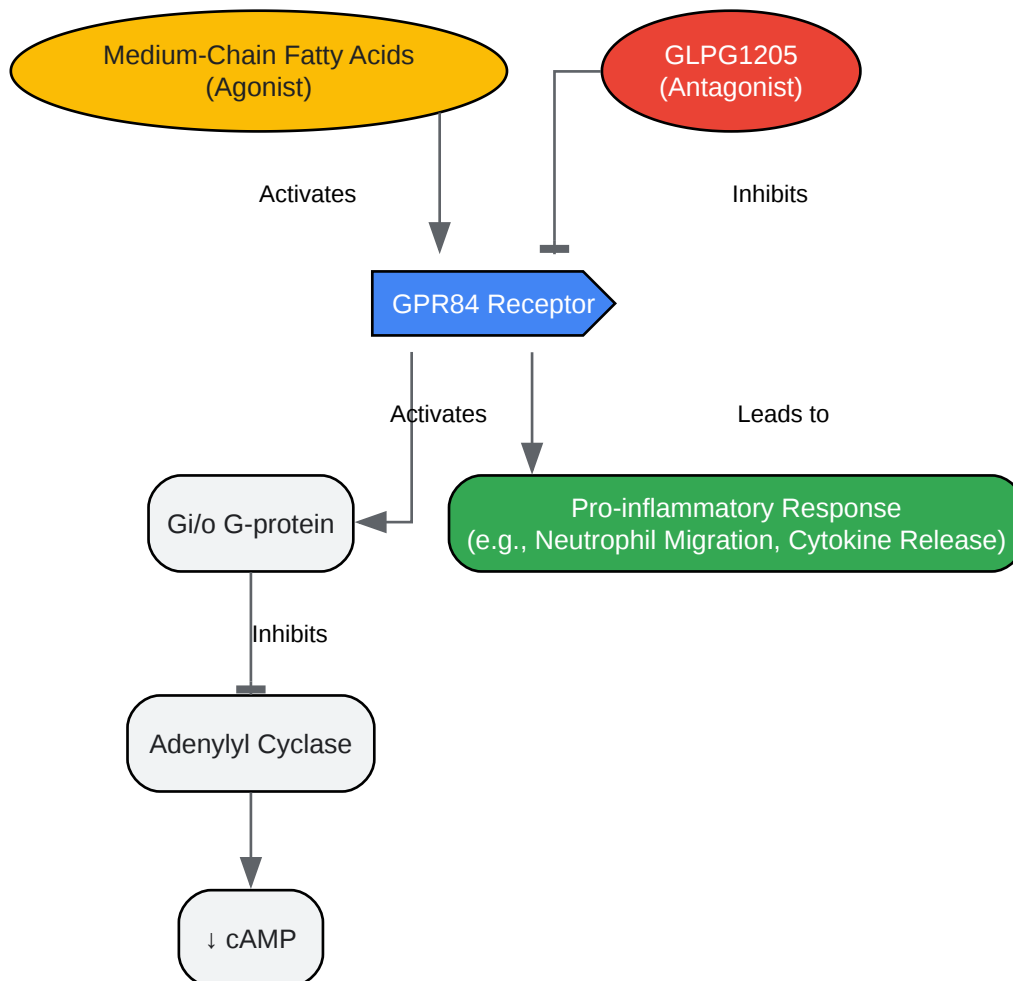 Medium-Chain Fatty Acids
(Agonist)
GLPG1205
(Antagonist)
Activates
Inhibits
GPR84 Receptor
Activates
Leads to
Gi/o G-protein
Pro-inflammatory Response
(e.g., Neutrophil Migration, Cytokine Release)
Inhibits
Adenylyl Cyclase
↓ cAMP